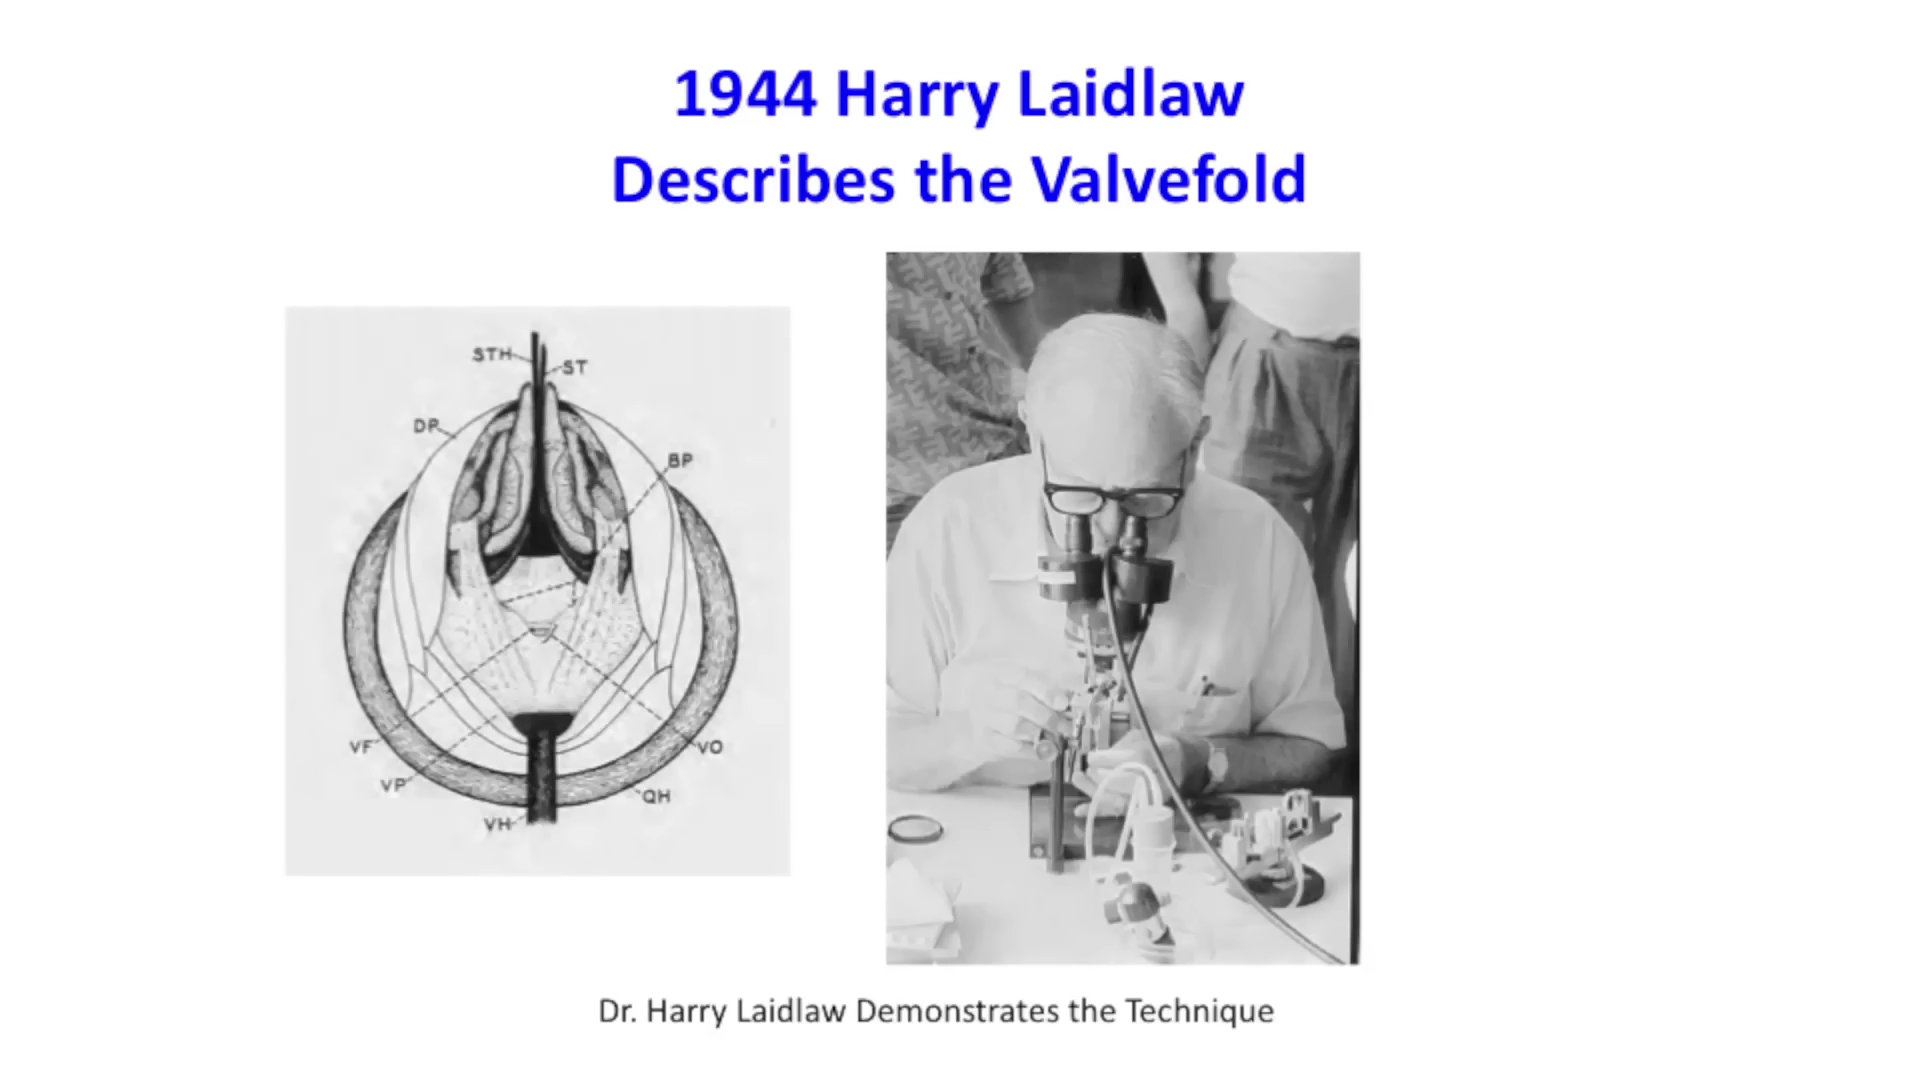 1944 Harry Laidlaw
Describes the Valvefold
STH
ST
DP
BP
VF
VO
VP
QH
VH
Dr. Harry Laidlaw Demonstrates the Technique